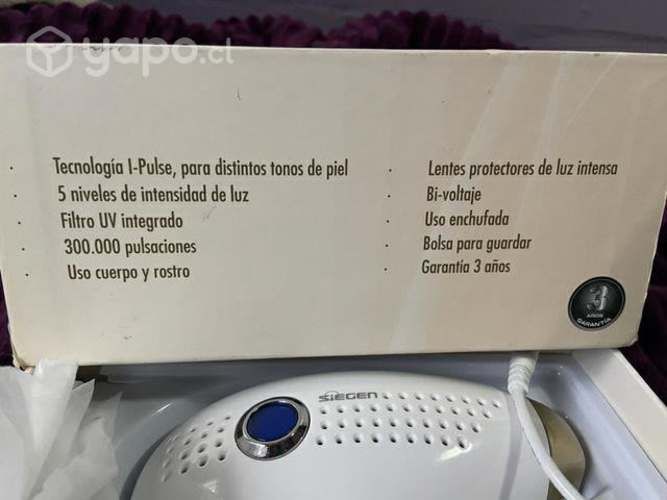 yapo.cl
Tecnología I-Pulse, para distintos tonos de piel
5 niveles de intensidad de luz
Filtro UV integrado
300.000 pulsaciones
Uso cuerpo y rostro
Lentes protectores de luz intensa
Bi-voltaje
Uso enchufada
Bolsa para guardar
Garantía 3 años
3
AÑOS
GARANTÍA
SIEGEN